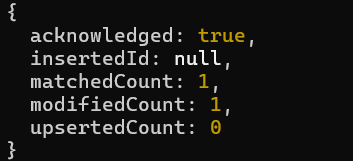 {
  acknowledged: true,
  insertedId: null,
  matchedCount: 1,
  modifiedCount: 1,
  upsertedCount: 0
}